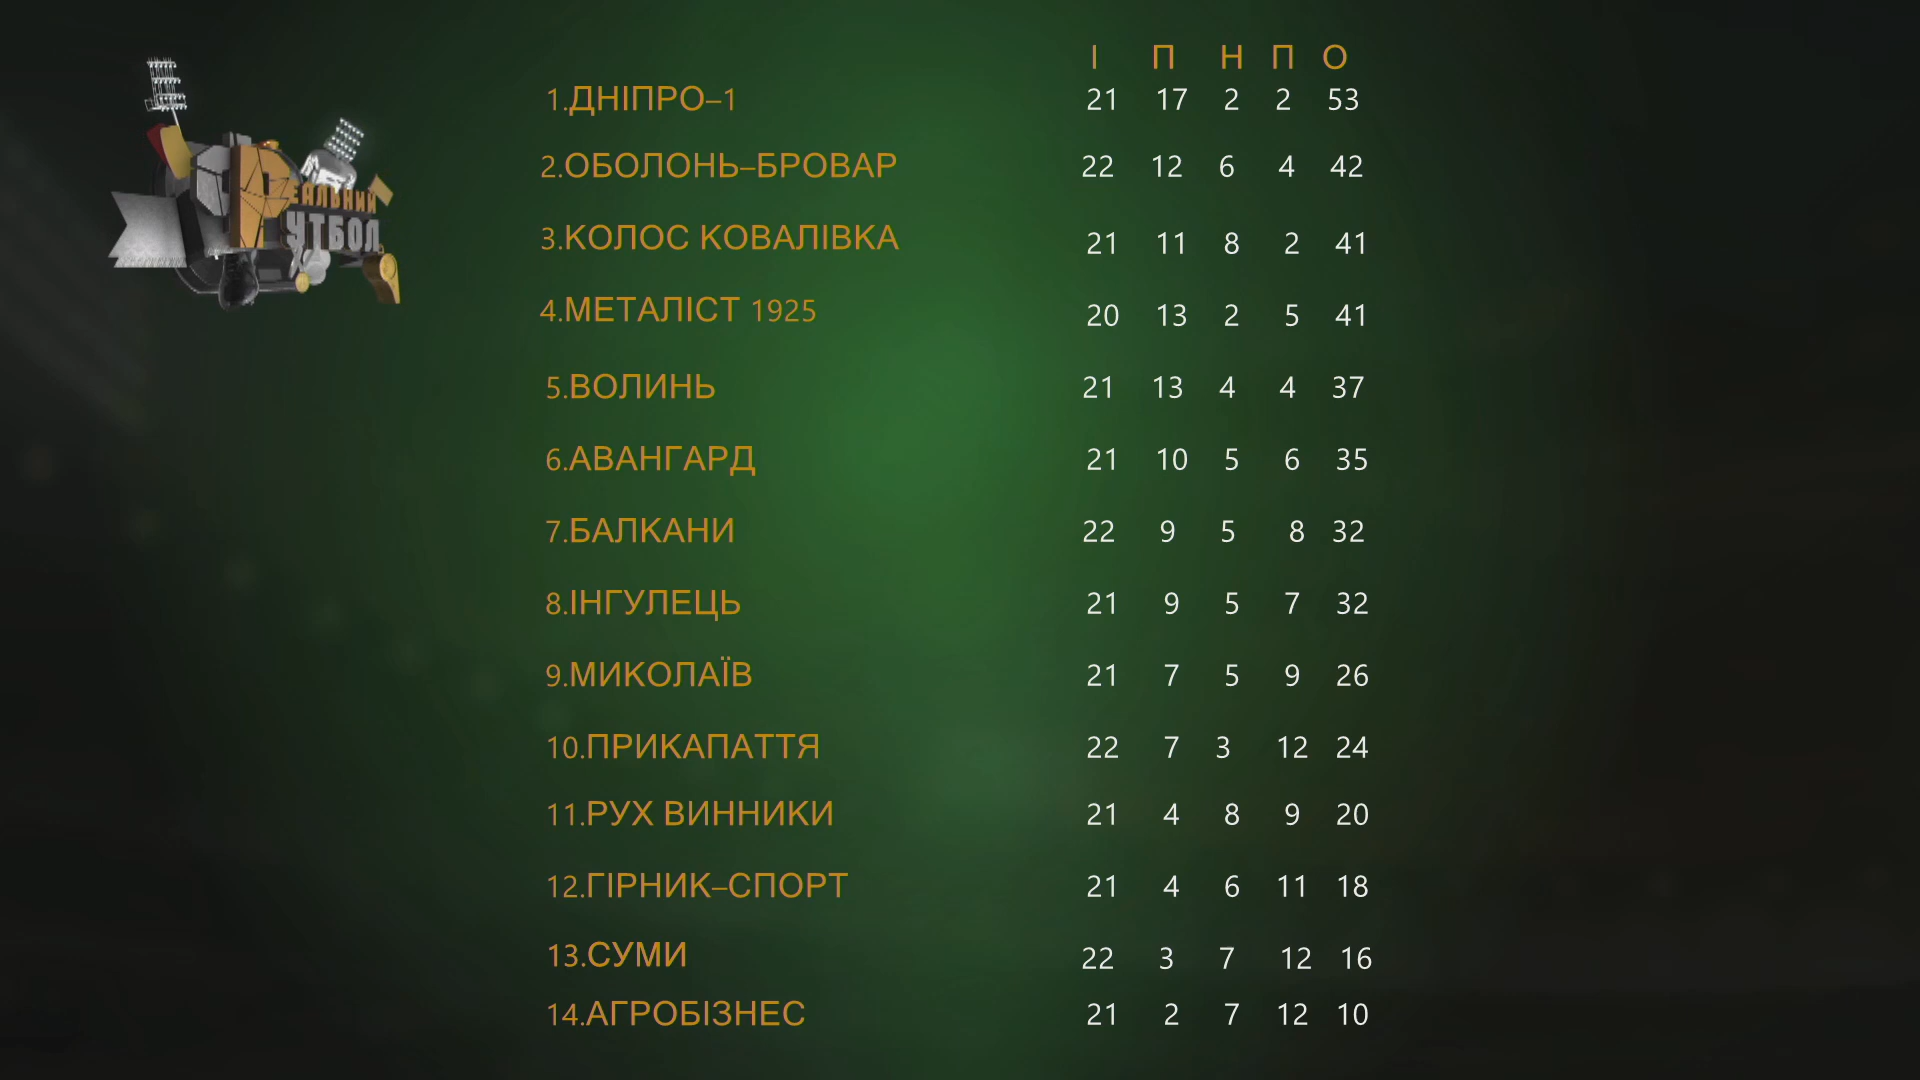 ЕАЛЬНИЙ
УТБОЛ
І П Н П О
1.ДНІПРО–1 21 17 2 2 53
2.ОБОЛОНЬ–БРОВАР 22 12 6 4 42
3.КОЛОС КОВАЛІВКА 21 11 8 2 41
4.МЕТАЛІСТ 1925 20 13 2 5 41
5.ВОЛИНЬ 21 13 4 4 37
6.АВАНГАРД 21 10 5 6 35
7.БАЛКАНИ 22 9 5 8 32
8.ІНГУЛЕЦЬ 21 9 5 7 32
9.МИКОЛАЇВ 21 7 5 9 26
10.ПРИКАПАТТЯ 22 7 3 12 24
11.РУХ ВИННИКИ 21 4 8 9 20
12.ГІРНИК–СПОРТ 21 4 6 11 18
13.СУМИ 22 3 7 12 16
14.АГРОБІЗНЕС 21 2 7 12 10